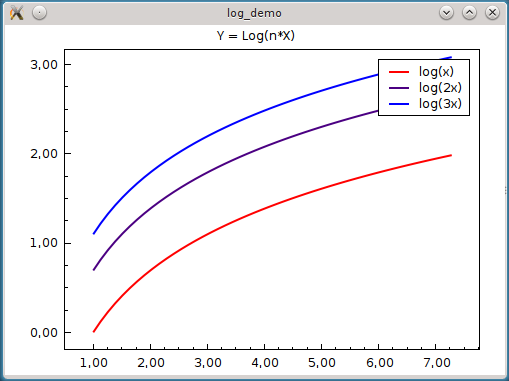 log_demo
Y = Log(n*X)
3,00
log(x)
log(2x)
log(3x)
2,00
1,00
0,00
1,00 2,00 3,00 4,00 5,00 6,00 7,00